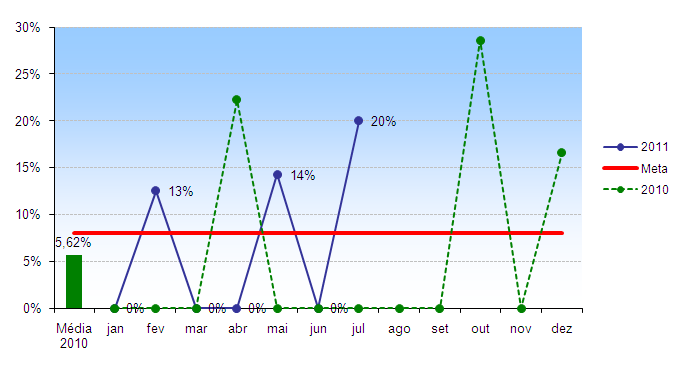 30%
25%
20%
15%
10%
5%
0%
5,62%
0%
13%
0%
0%
14%
0%
20%
Média
2010
jan
fev
mar
abr
mai
jun
jul
ago
set
out
nov
dez
2011
Meta
2010